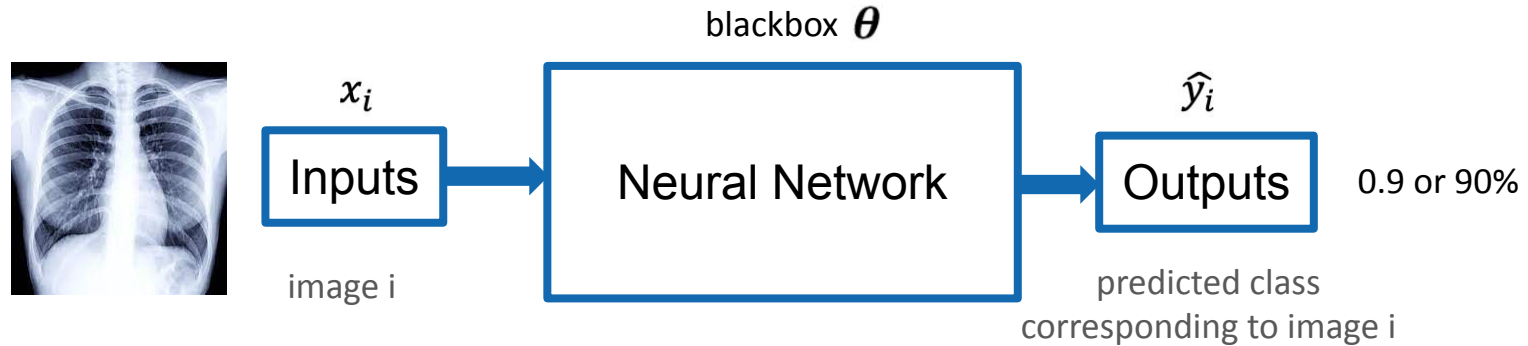 blackbox θ
x_i
ŷ_i
Inputs
Neural Network
Outputs
0.9 or 90%
image i
predicted class
corresponding to image i